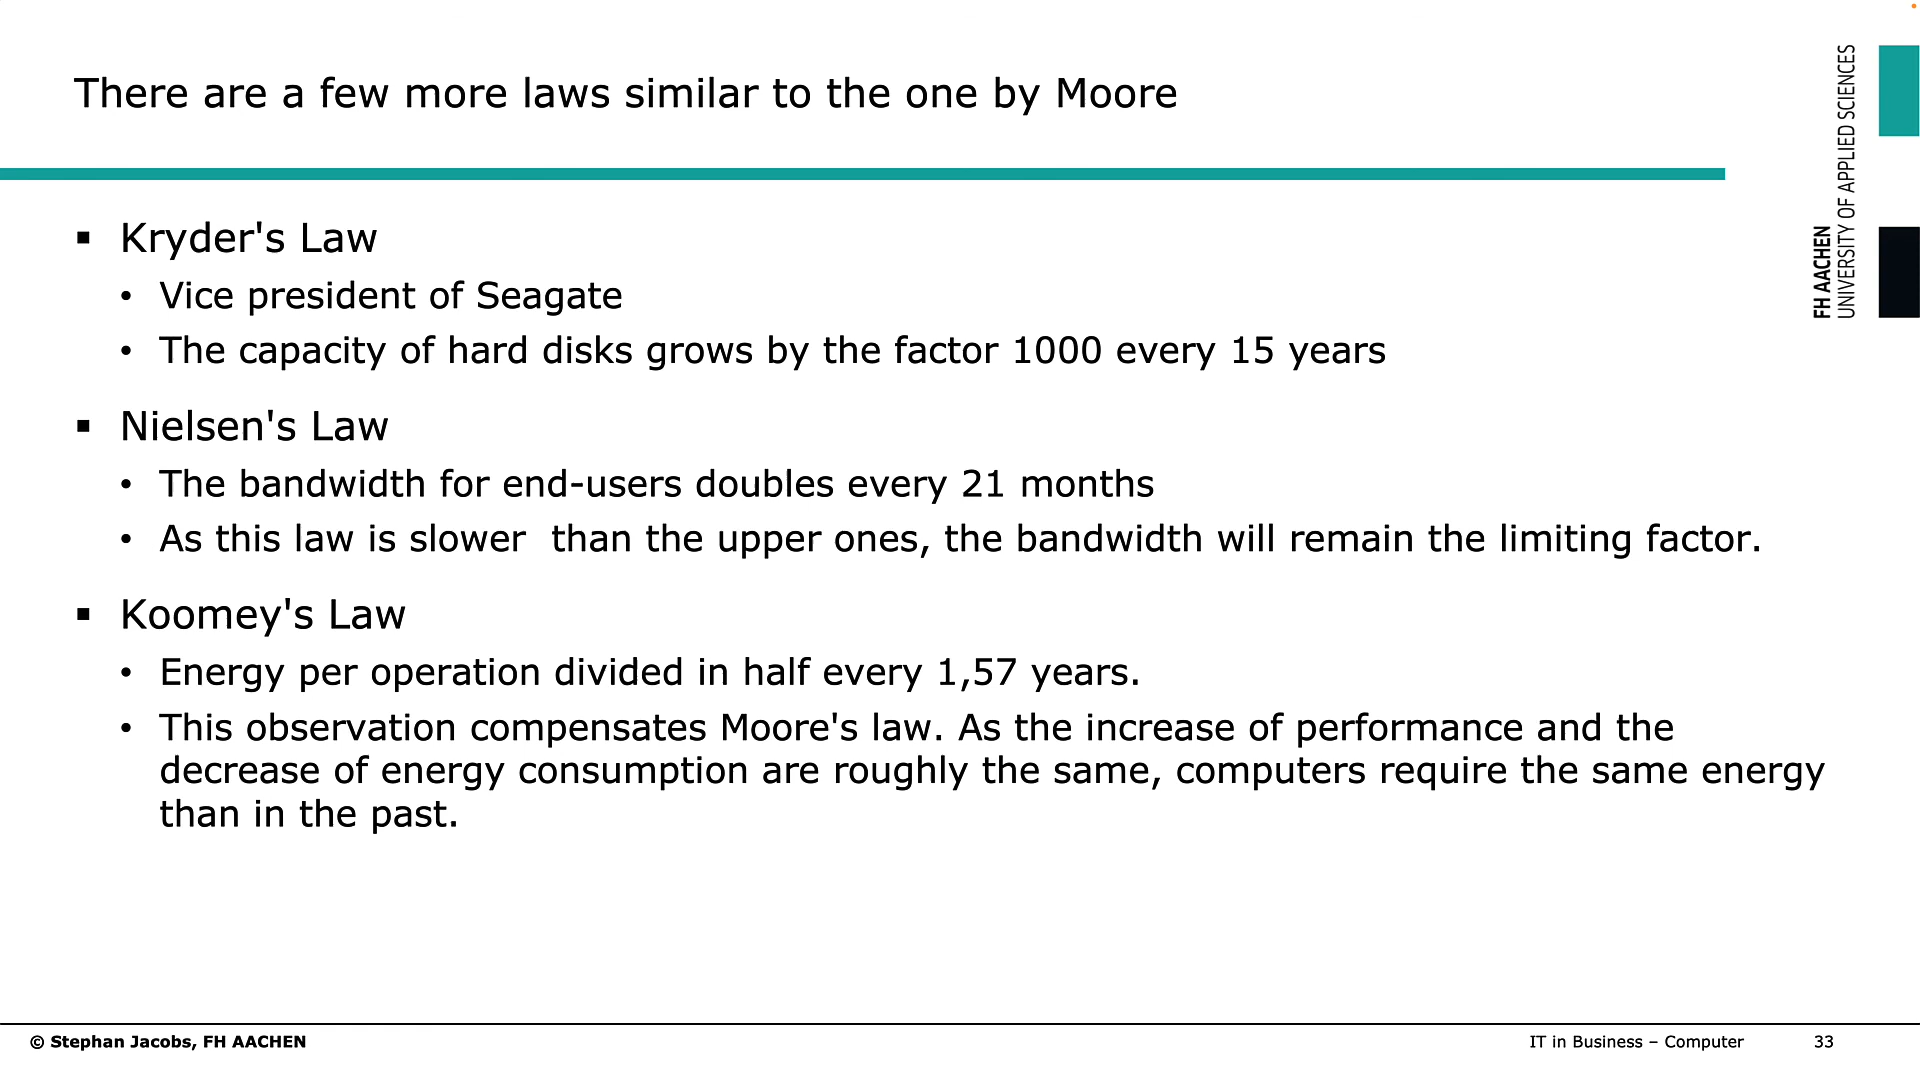 There are a few more laws similar to the one by Moore
FH AACHEN
UNIVERSITY OF APPLIED SCIENCES
▪ Kryder's Law
• Vice president of Seagate
• The capacity of hard disks grows by the factor 1000 every 15 years
▪ Nielsen's Law
• The bandwidth for end-users doubles every 21 months
• As this law is slower  than the upper ones, the bandwidth will remain the limiting factor.
▪ Koomey's Law
• Energy per operation divided in half every 1,57 years.
• This observation compensates Moore's law. As the increase of performance and the
decrease of energy consumption are roughly the same, computers require the same energy
than in the past.
© Stephan Jacobs, FH AACHEN
IT in Business – Computer
33